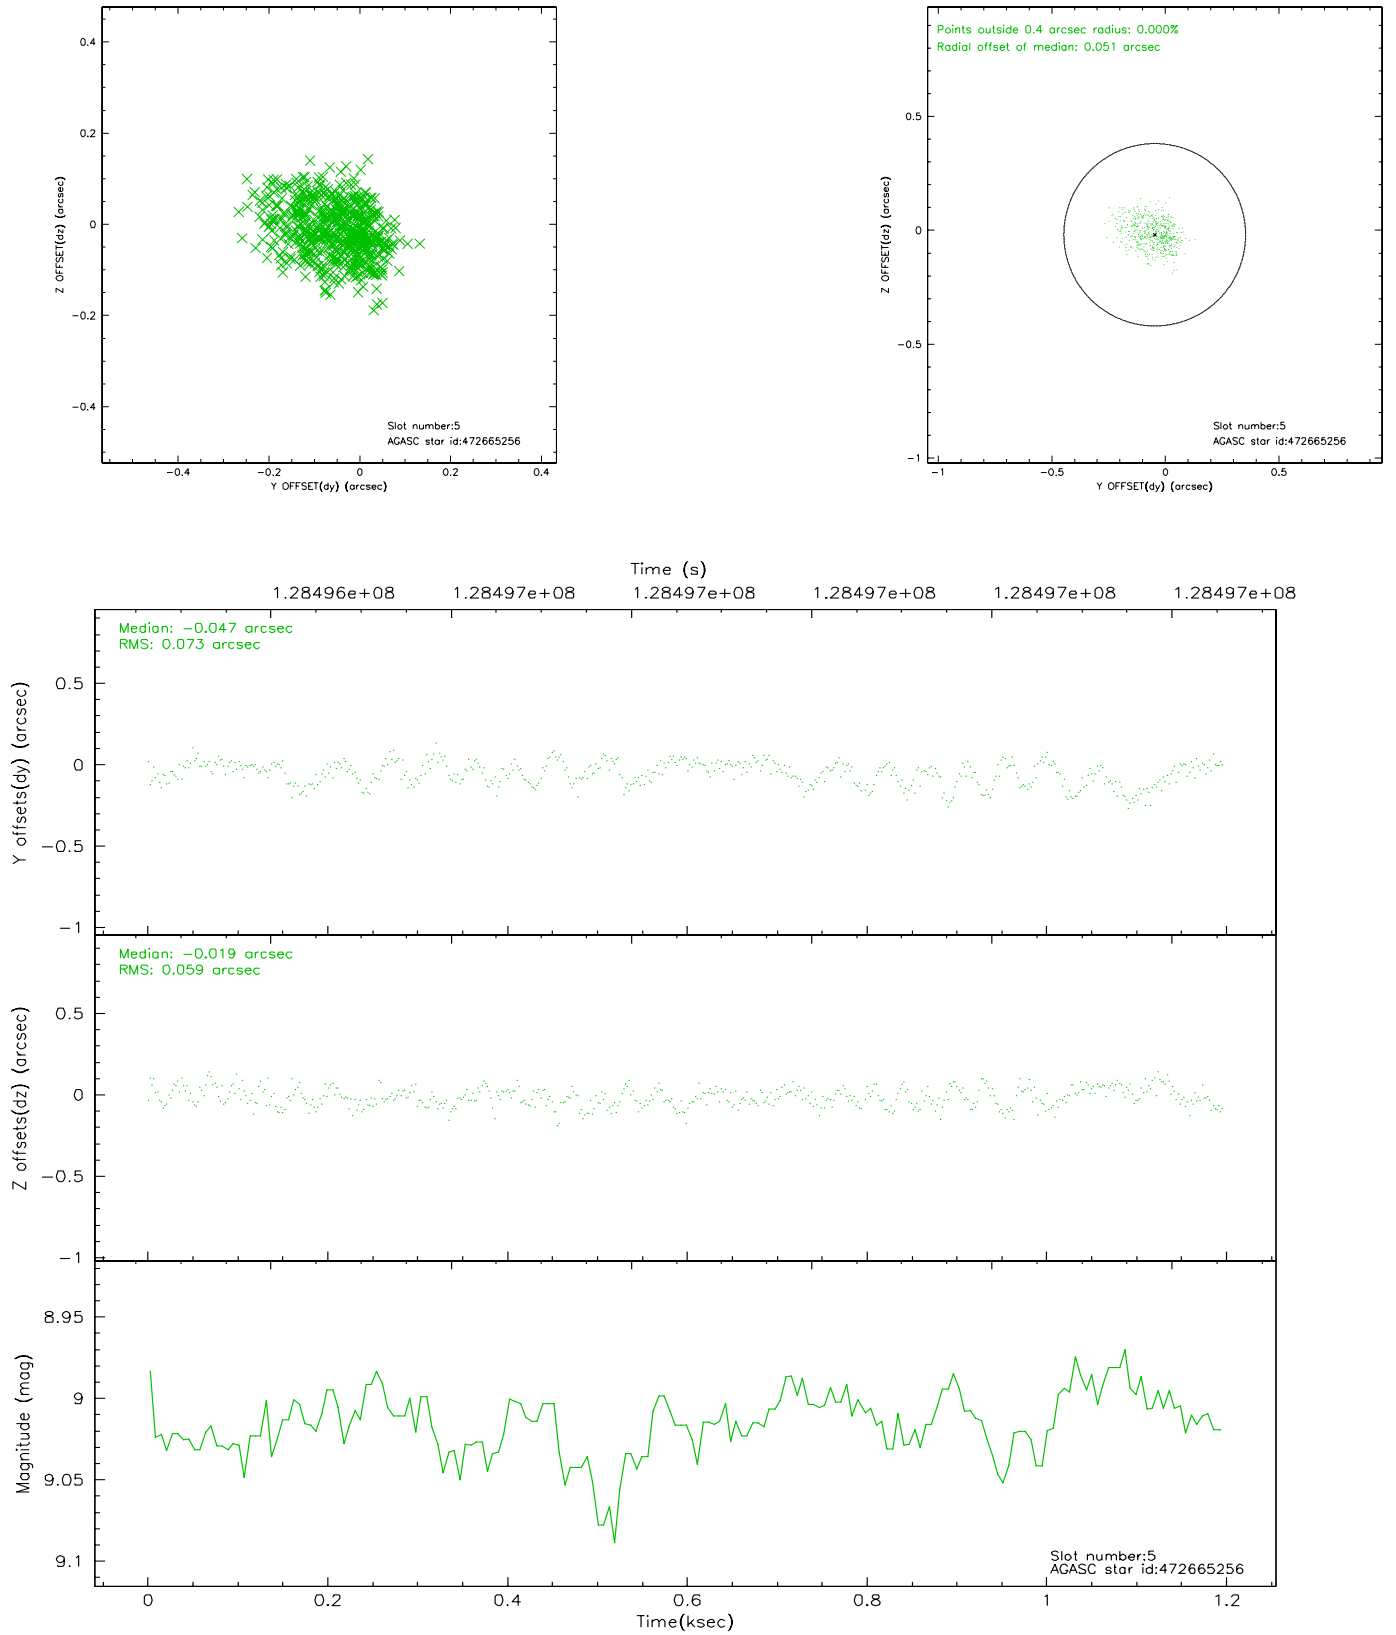 0.4
0.2
0
−0.2
−0.4
Z OFFSET(dz) (arcsec)
Slot number:5
AGASC star id:472665256
−0.4 −0.2 0 0.2 0.4
Y OFFSET(dy) (arcsec)
Points outside 0.4 arcsec radius: 0.000%
Radial offset of median: 0.051 arcsec
0.5
0
−0.5
−1
Z OFFSET(dz) (arcsec)
Slot number:5
AGASC star id:472665256
−1 −0.5 0 0.5
Y OFFSET(dy) (arcsec)
Time (s)
1.28496e+08 1.28497e+08 1.28497e+08 1.28497e+08 1.28497e+08 1.28497e+08
Median: −0.047 arcsec
RMS: 0.073 arcsec
0.5
0
−0.5
−1
Y offsets(dy) (arcsec)
Median: −0.019 arcsec
RMS: 0.059 arcsec
0.5
0
−0.5
−1
Z offsets(dz) (arcsec)
8.95
9
9.05
9.1
Magnitude (mag)
Slot number:5
AGASC star id:472665256
0 0.2 0.4 0.6 0.8 1 1.2
Time(ksec)